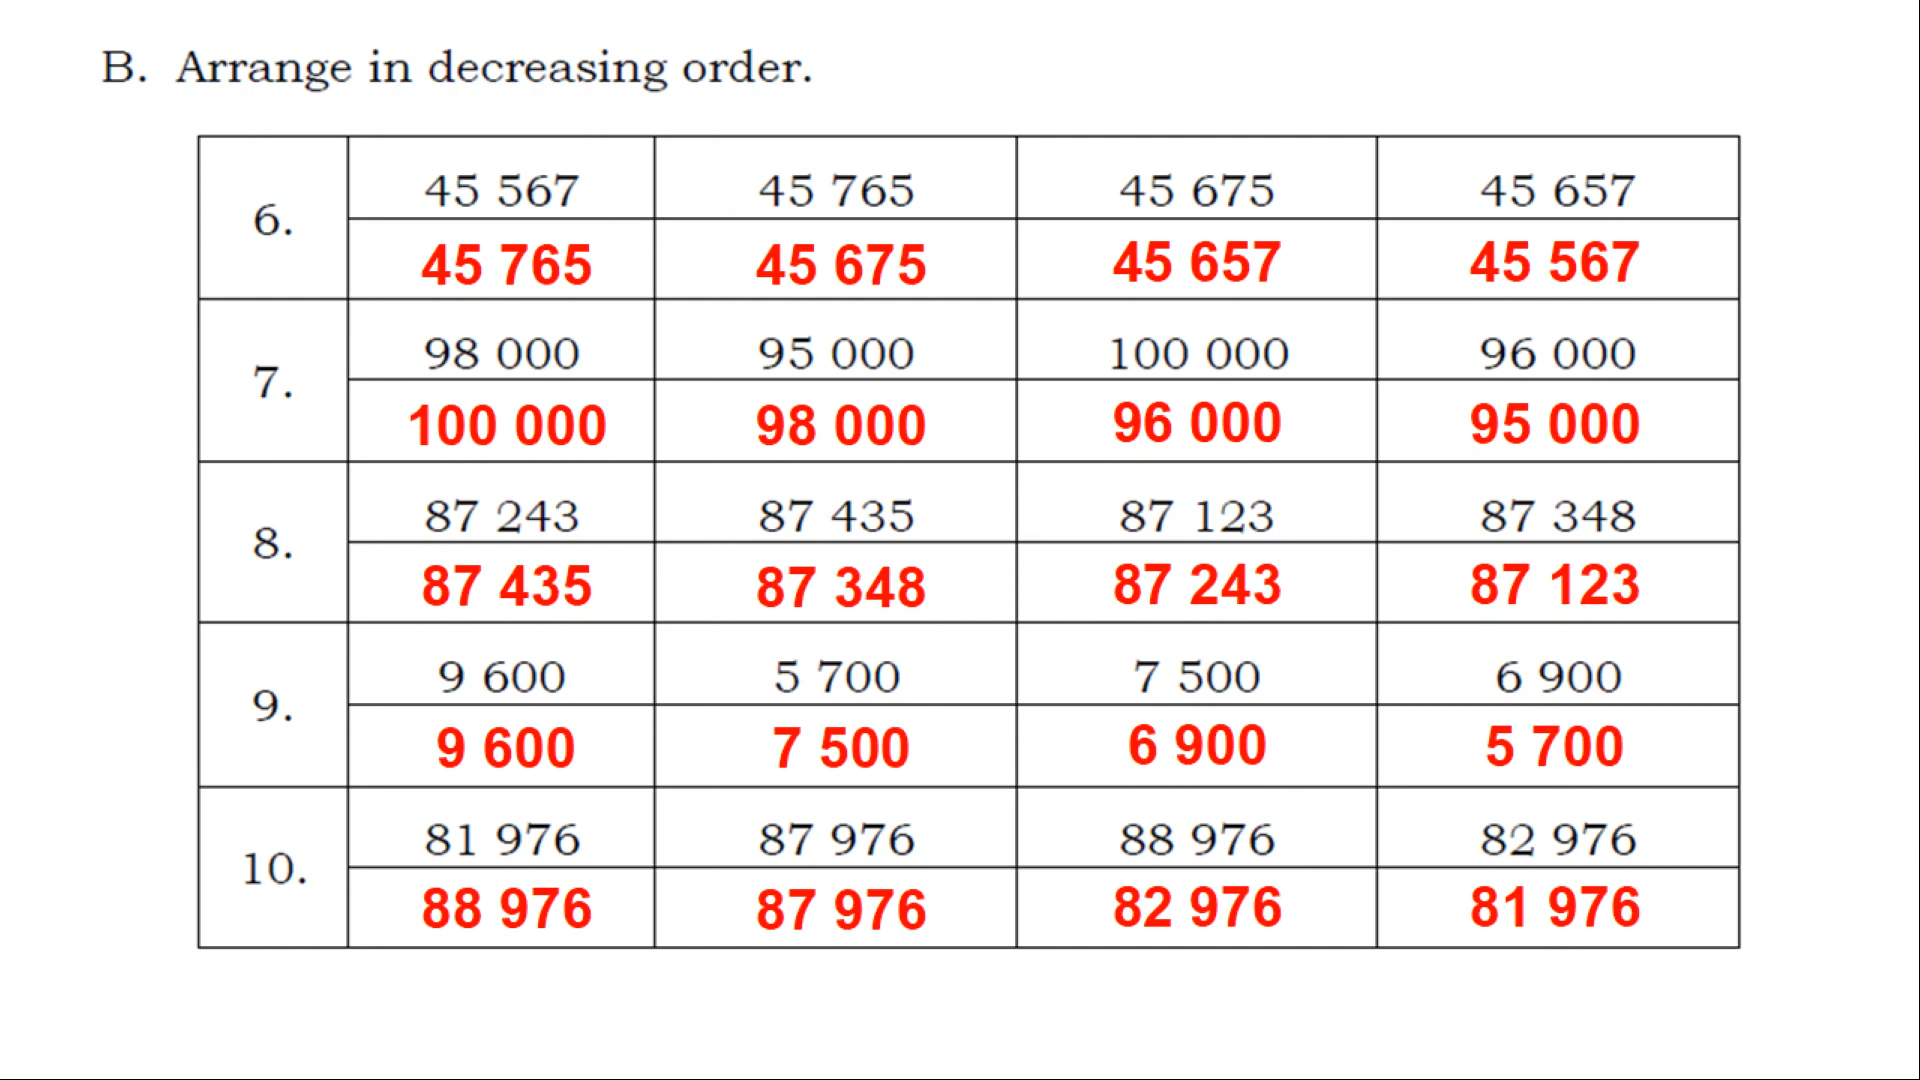 B. Arrange in decreasing order.
6.
45 567 45 765 45 675 45 657
45 765 45 675 45 657 45 567
7.
98 000 95 000 100 000 96 000
100 000 98 000 96 000 95 000
8.
87 243 87 435 87 123 87 348
87 435 87 348 87 243 87 123
9.
9 600 5 700 7 500 6 900
9 600 7 500 6 900 5 700
10.
81 976 87 976 88 976 82 976
88 976 87 976 82 976 81 976